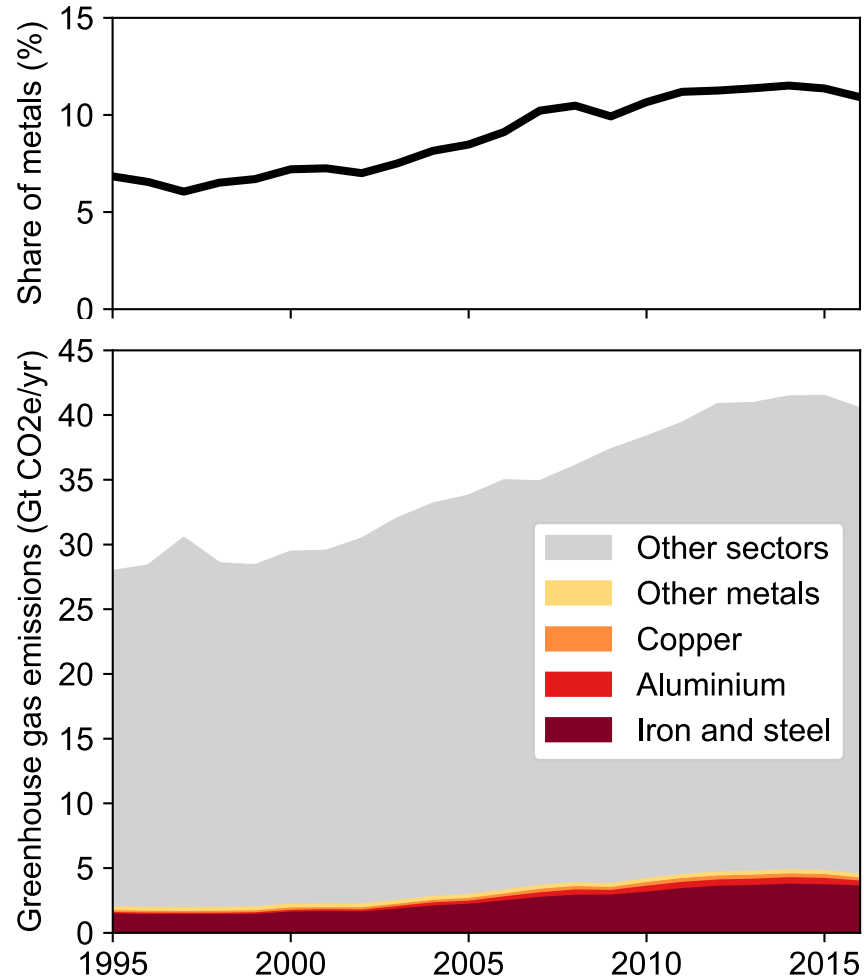 Share of metals (%)
15
10
5
0
Greenhouse gas emissions (Gt CO2e/yr)
45
40
35
30
25
20
15
10
5
0
Other sectors
Other metals
Copper
Aluminium
Iron and steel
1995
2000
2005
2010
2015